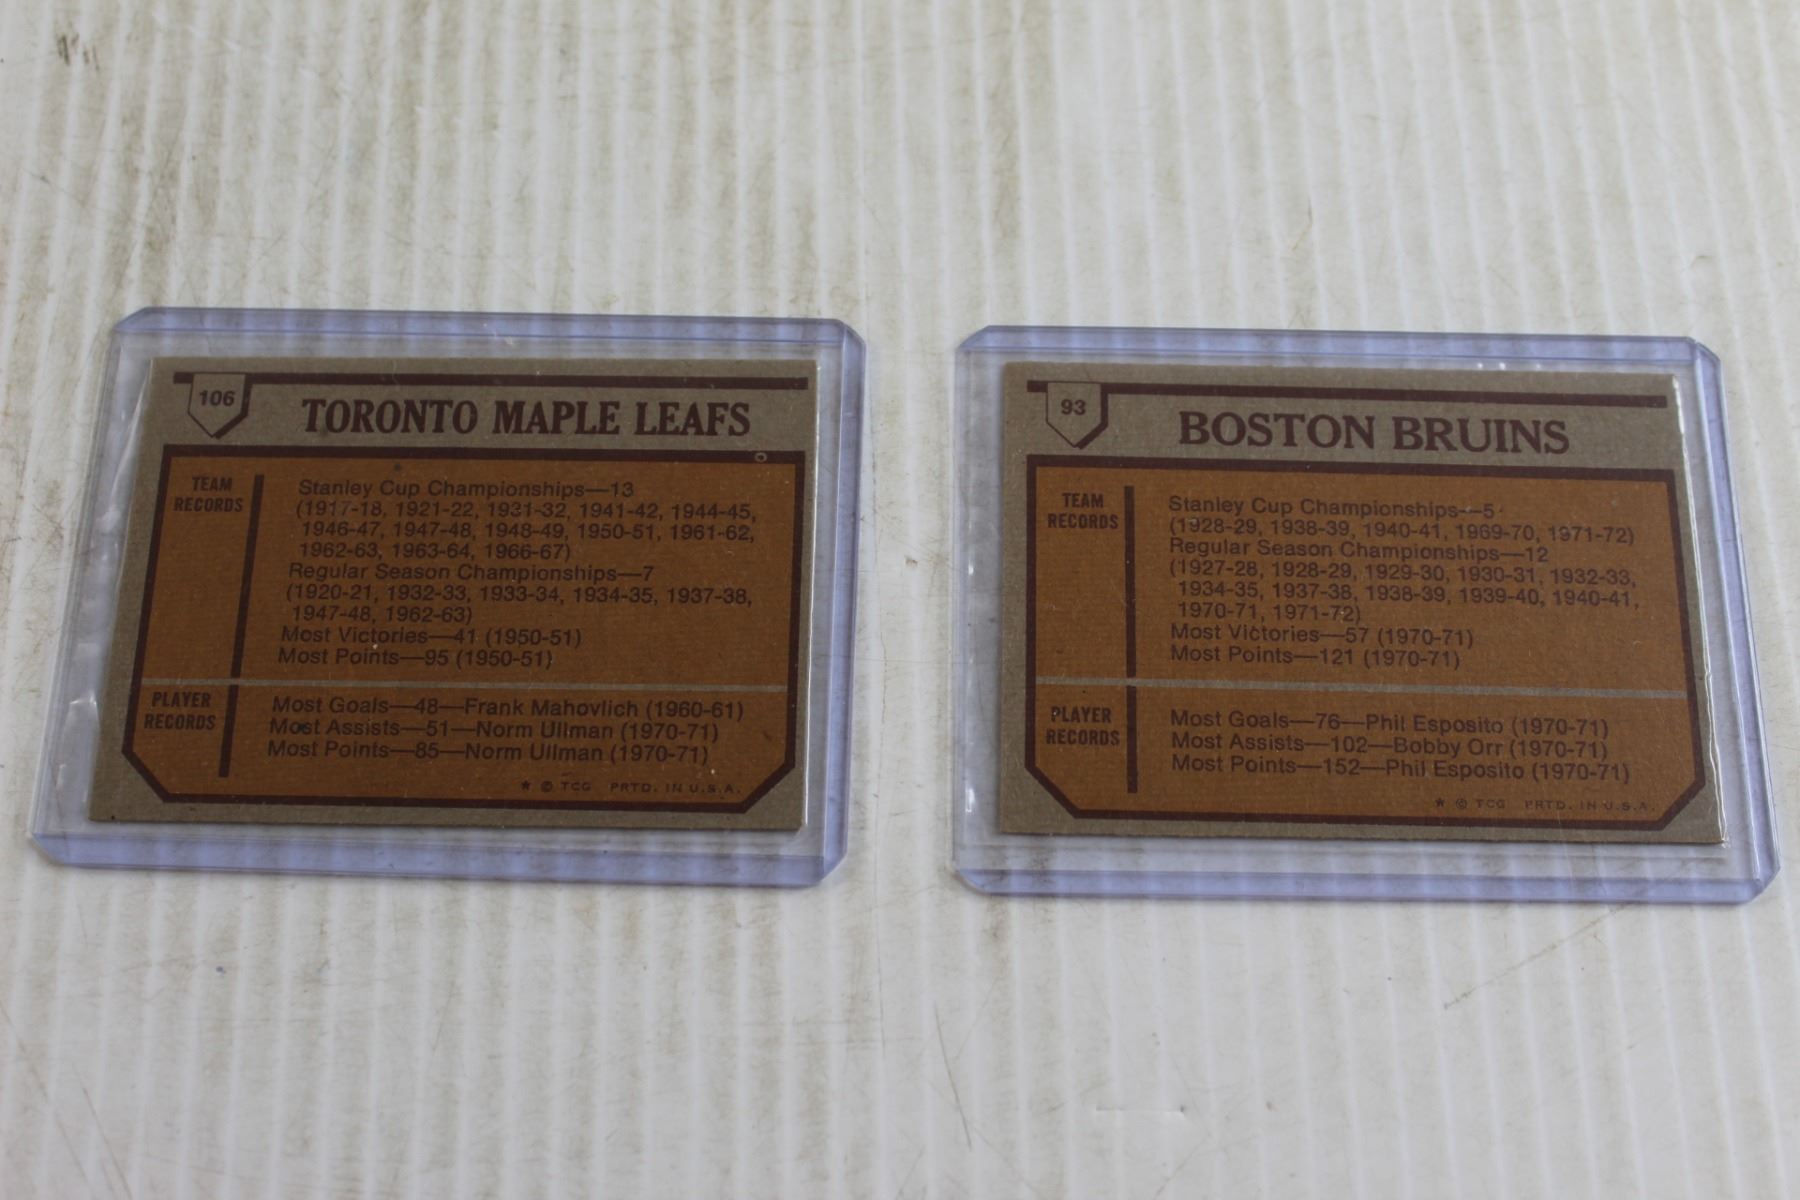 106
TORONTO MAPLE LEAFS
TEAM
RECORDS
Stanley Cup Championships—13
(1917-18, 1921-22, 1931-32, 1941-42, 1944-45,
1946-47, 1947-48, 1948-49, 1950-51, 1961-62,
1962-63, 1963-64, 1966-67)
Regular Season Championships—7
(1920-21, 1932-33, 1933-34, 1934-35, 1937-38,
1947-48, 1962-63)
Most Victories—41 (1950-51)
Most Points—95 (1950-51)
PLAYER
RECORDS
Most Goals—48—Frank Mahovlich (1960-61)
Most Assists—51—Norm Ullman (1970-71)
Most Points—85—Norm Ullman (1970-71)
★ © TCG PRTD. IN U.S.A.
93
BOSTON BRUINS
TEAM
RECORDS
Stanley Cup Championships—5
(1928-29, 1938-39, 1940-41, 1969-70, 1971-72)
Regular Season Championships—12
(1927-28, 1928-29, 1929-30, 1930-31, 1932-33,
1934-35, 1937-38, 1938-39, 1939-40, 1940-41,
1970-71, 1971-72)
Most Victories—57 (1970-71)
Most Points—121 (1970-71)
PLAYER
RECORDS
Most Goals—76—Phil Esposito (1970-71)
Most Assists—102—Bobby Orr (1970-71)
Most Points—152—Phil Esposito (1970-71)
★ © TCG PRTD. IN U.S.A.